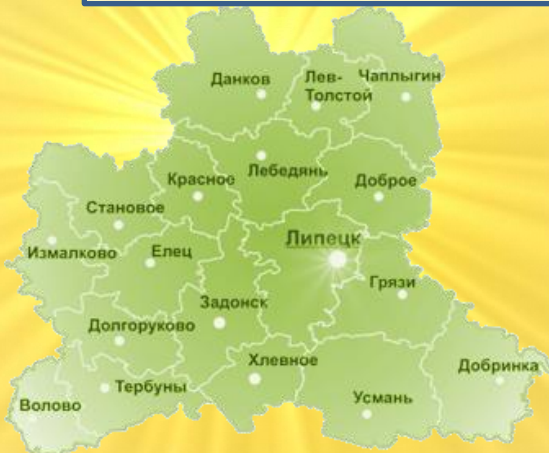 Данков
Лев-
Толстой
Чаплыгин
Лебедянь
Красное
Доброе
Становое
Измалково
Елец
Липецк
Грязи
Задонск
Долгоруково
Хлевное
Добринка
Тербуны
Усмань
Волово